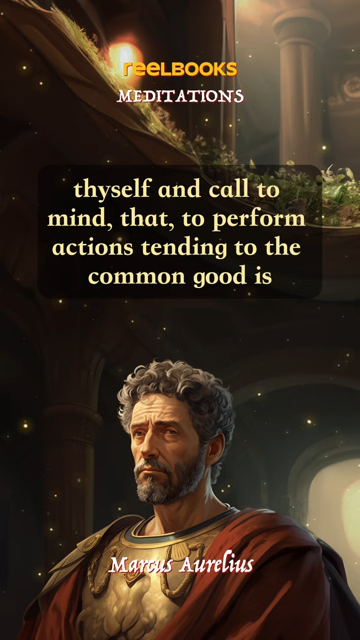 reelBOOKS
MEDITATIONS
thyself and call to
mind, that, to perform
actions tending to the
common good is
Marcus Aurelius